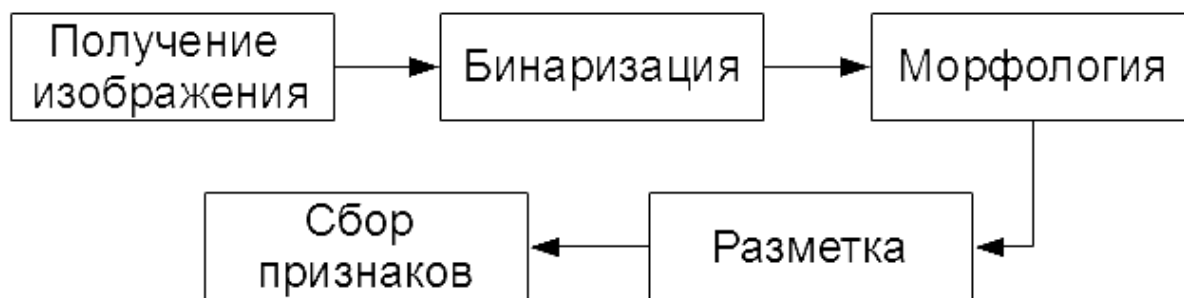 Получение
изображения
Бинаризация
Морфология
Разметка
Сбор
признаков